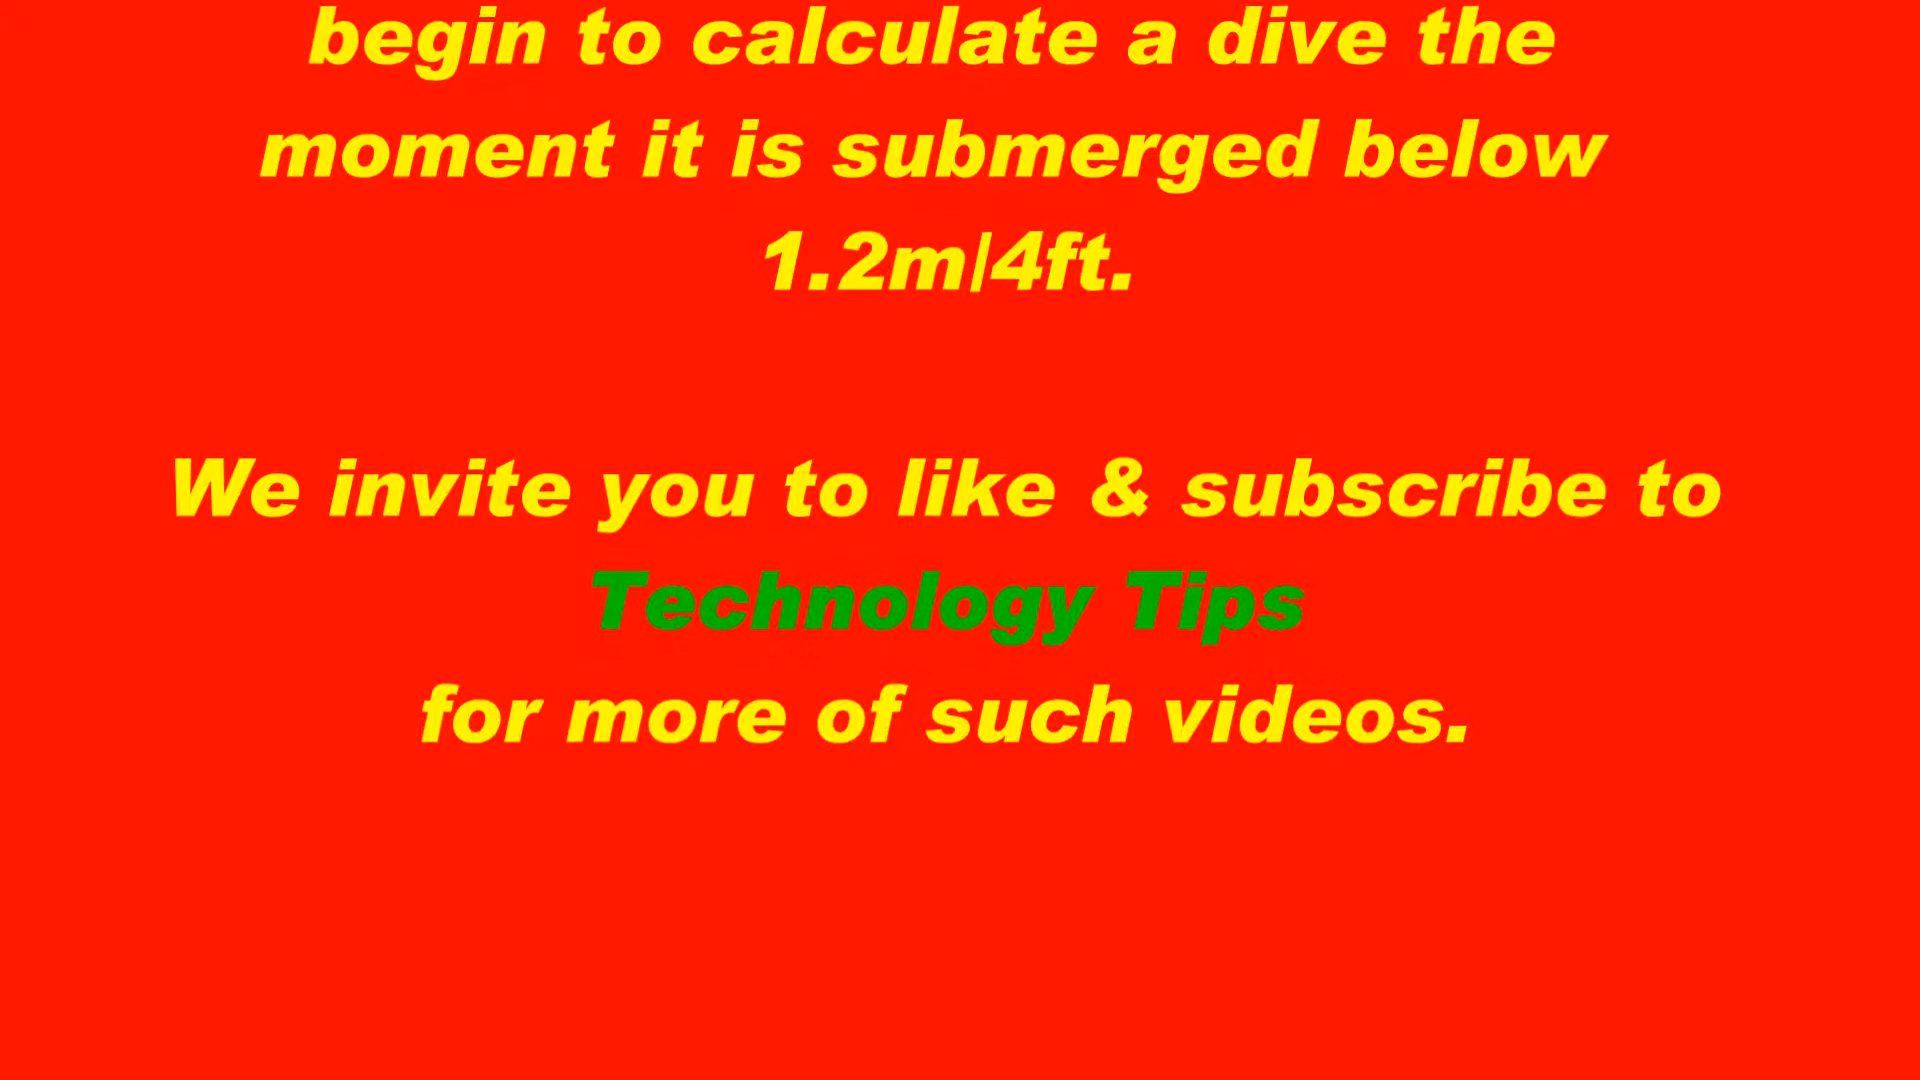 begin to calculate a dive the
moment it is submerged below
1.2m|4ft.
We invite you to like & subscribe to
Technology Tips
for more of such videos.